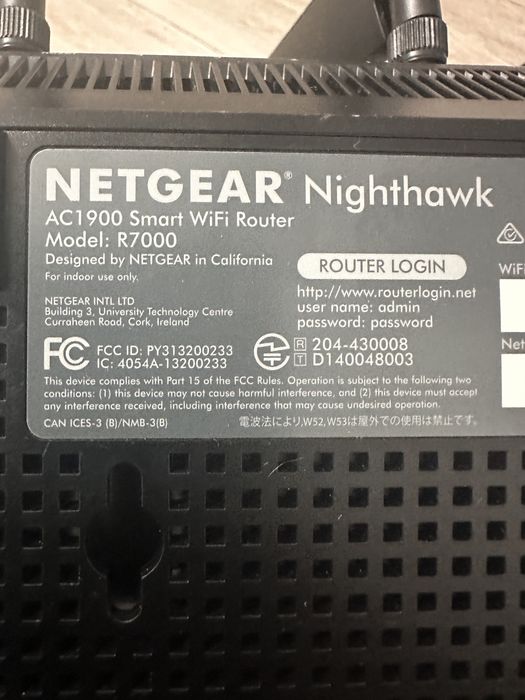 NETGEAR® Nighthawk
AC1900 Smart WiFi Router
Model: R7000
Designed by NETGEAR in California
For indoor use only.
NETGEAR INTL LTD
Building 3, University Technology Centre
Curraheen Road, Cork, Ireland
ROUTER LOGIN
http://www.routerlogin.net
user name: admin
password: password
WiFi
Net
FC FCC ID: PY313200233
IC: 4054A-13200233
R 204-430008
T D140048003
This device complies with Part 15 of the FCC Rules. Operation is subject to the following two
conditions: (1) this device may not cause harmful interference, and (2) this device must accept
any interference received, including interference that may cause undesired operation.
CAN ICES-3 (B)/NMB-3(B)
電波法により,W52,W53は屋外での使用は禁止です。